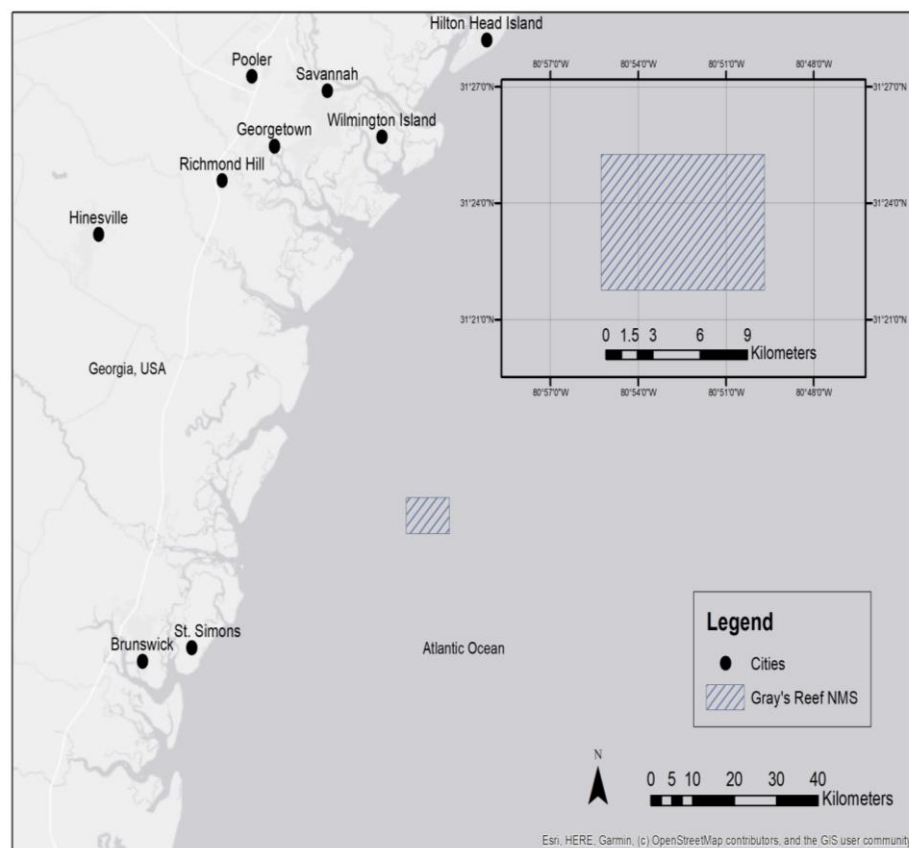 Hilton Head Island
Pooler
Savannah
Georgetown
Wilmington Island
Richmond Hill
Hinesville
Georgia, USA
Brunswick
St. Simons
Atlantic Ocean
80°57'0"W 80°54'0"W 80°51'0"W 80°48'0"W
31°27'0"N 31°27'0"N
31°24'0"N 31°24'0"N
31°21'0"N 31°21'0"N
0 1.5 3 6 9
Kilometers
80°57'0"W 80°54'0"W 80°51'0"W 80°48'0"W
Legend
Cities
Gray's Reef NMS
N
0 5 10 20 30 40
Kilometers
Esri, HERE, Garmin, (c) OpenStreetMap contributors, and the GIS user community